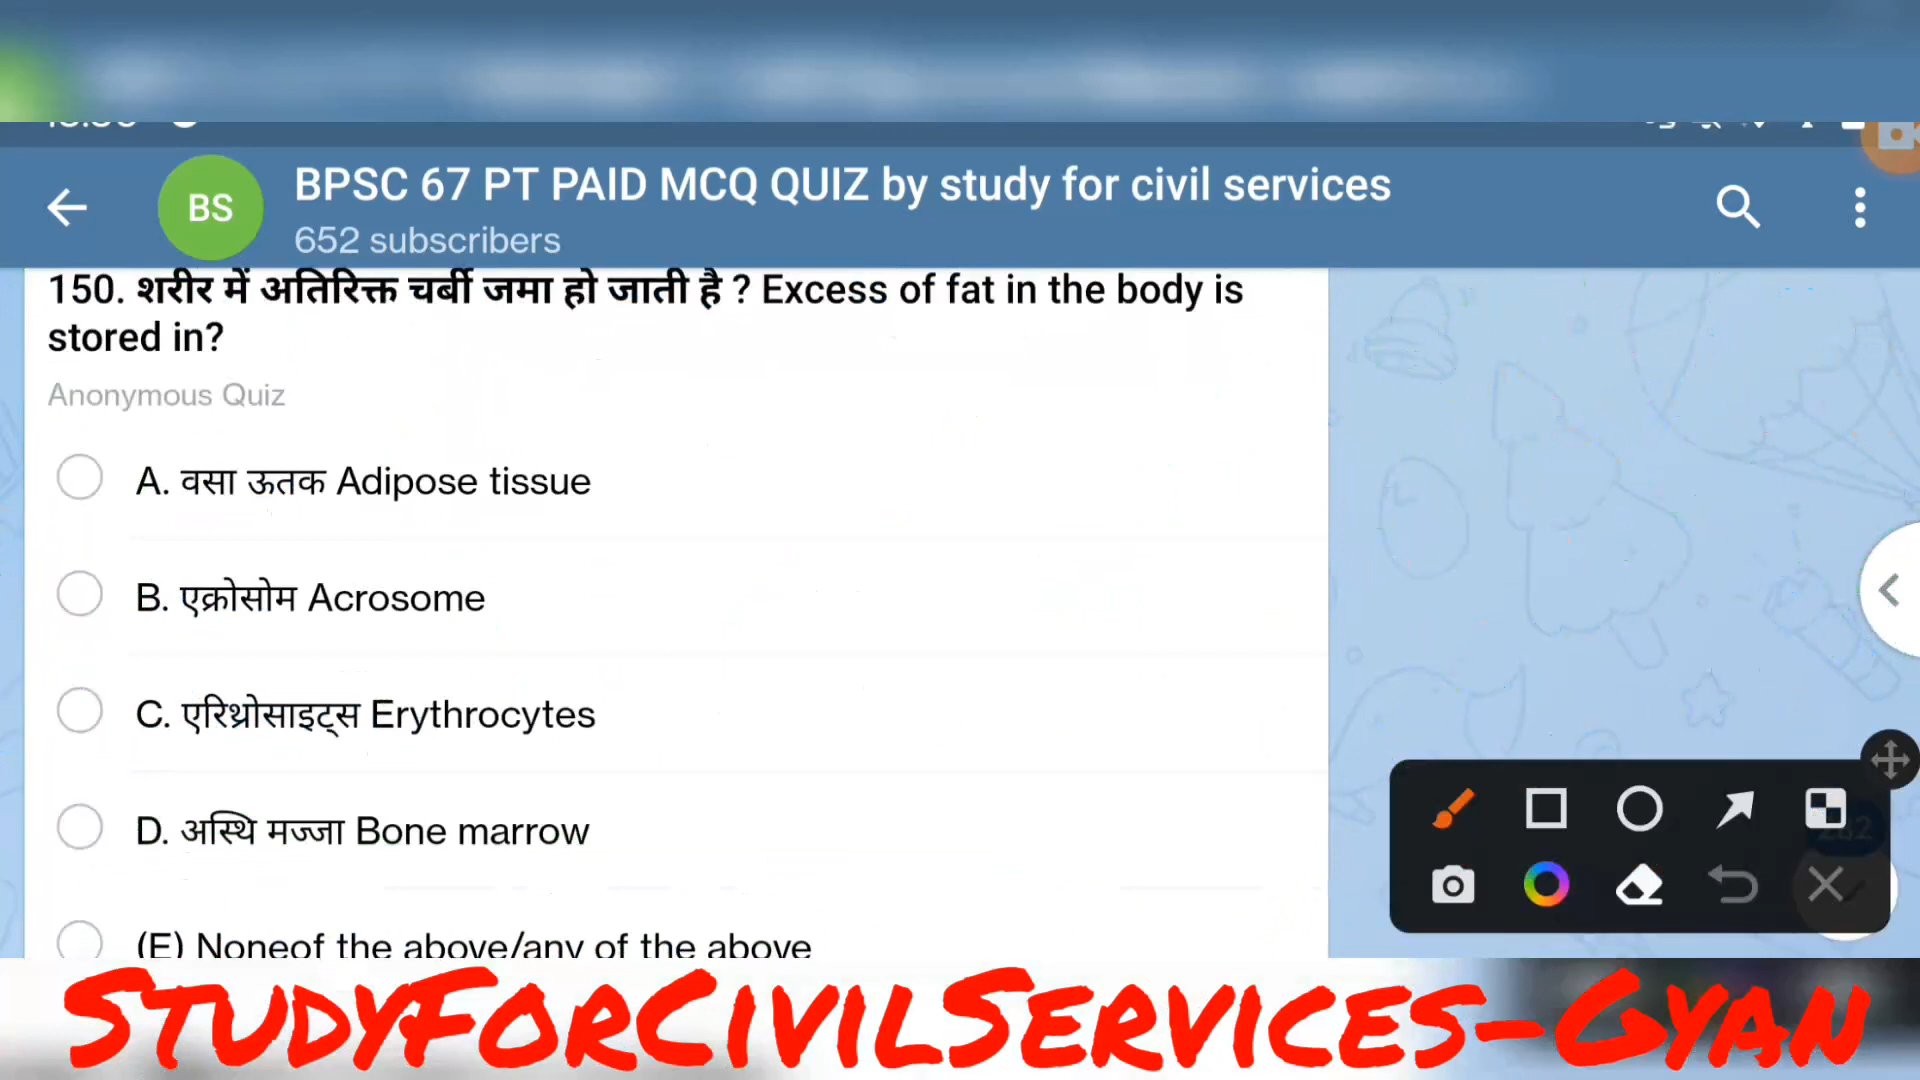 BS
BPSC 67 PT PAID MCQ QUIZ by study for civil services
652 subscribers
150. शरीर में अतिरिक्त चर्बी जमा हो जाती है ? Excess of fat in the body is
stored in?
Anonymous Quiz
A. वसा ऊतक Adipose tissue
B. एक्रोसोम Acrosome
C. एरिथ्रोसाइट्स Erythrocytes
D. अस्थि मज्जा Bone marrow
(E) Noneof the above/any of the above
STUDYFORCIVILSERVICES-GYAN